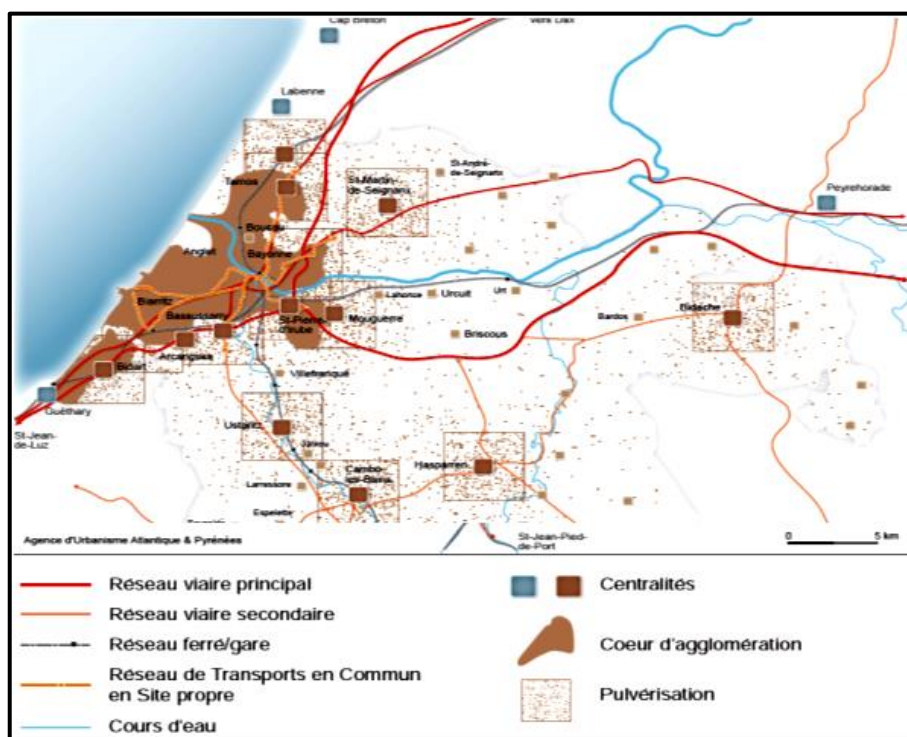 Cap Breton
Vers Dax
Labenne
St-André-
de-Seignanx
Tarnos
St-Martin-
de-Seignanx
Peyrehorade
Boucau
Anglet
Bayonne
Biarritz
Lahonce
Urcuit
Urt
Bassussarry
St-Pierre-
d'Irube
Mouguerre
Bardos
Bidache
Briscous
Arcangues
Bidart
Villefranque
Guéthary
St-Jean-
de-Luz
Ustaritz
Hasparren
Cambo-
les-Bains
Larressore
Espelette
Agence d'Urbanisme Atlantique & Pyrénées
St-Jean-Pied-
de-Port
0 5 km
Réseau viaire principal
Réseau viaire secondaire
Réseau ferré/gare
Réseau de Transports en Commun
en Site propre
Cours d'eau
Centralités
Coeur d'agglomération
Pulvérisation